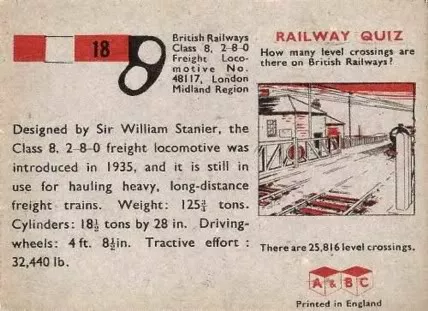 18
British Railways
Class 8, 2-8-0
Freight Loco-
motive No.
48117, London
Midland Region
Designed by Sir William Stanier, the
Class 8, 2-8-0 freight locomotive was
introduced in 1935, and it is still in
use for hauling heavy, long-distance
freight trains. Weight: 125¾ tons.
Cylinders: 18½ tons by 28 in. Driving-
wheels: 4 ft. 8½in. Tractive effort :
32,440 lb.
RAILWAY QUIZ
How many level crossings are
there on British Railways?
There are 25,816 level crossings.
A & BC
Printed in England